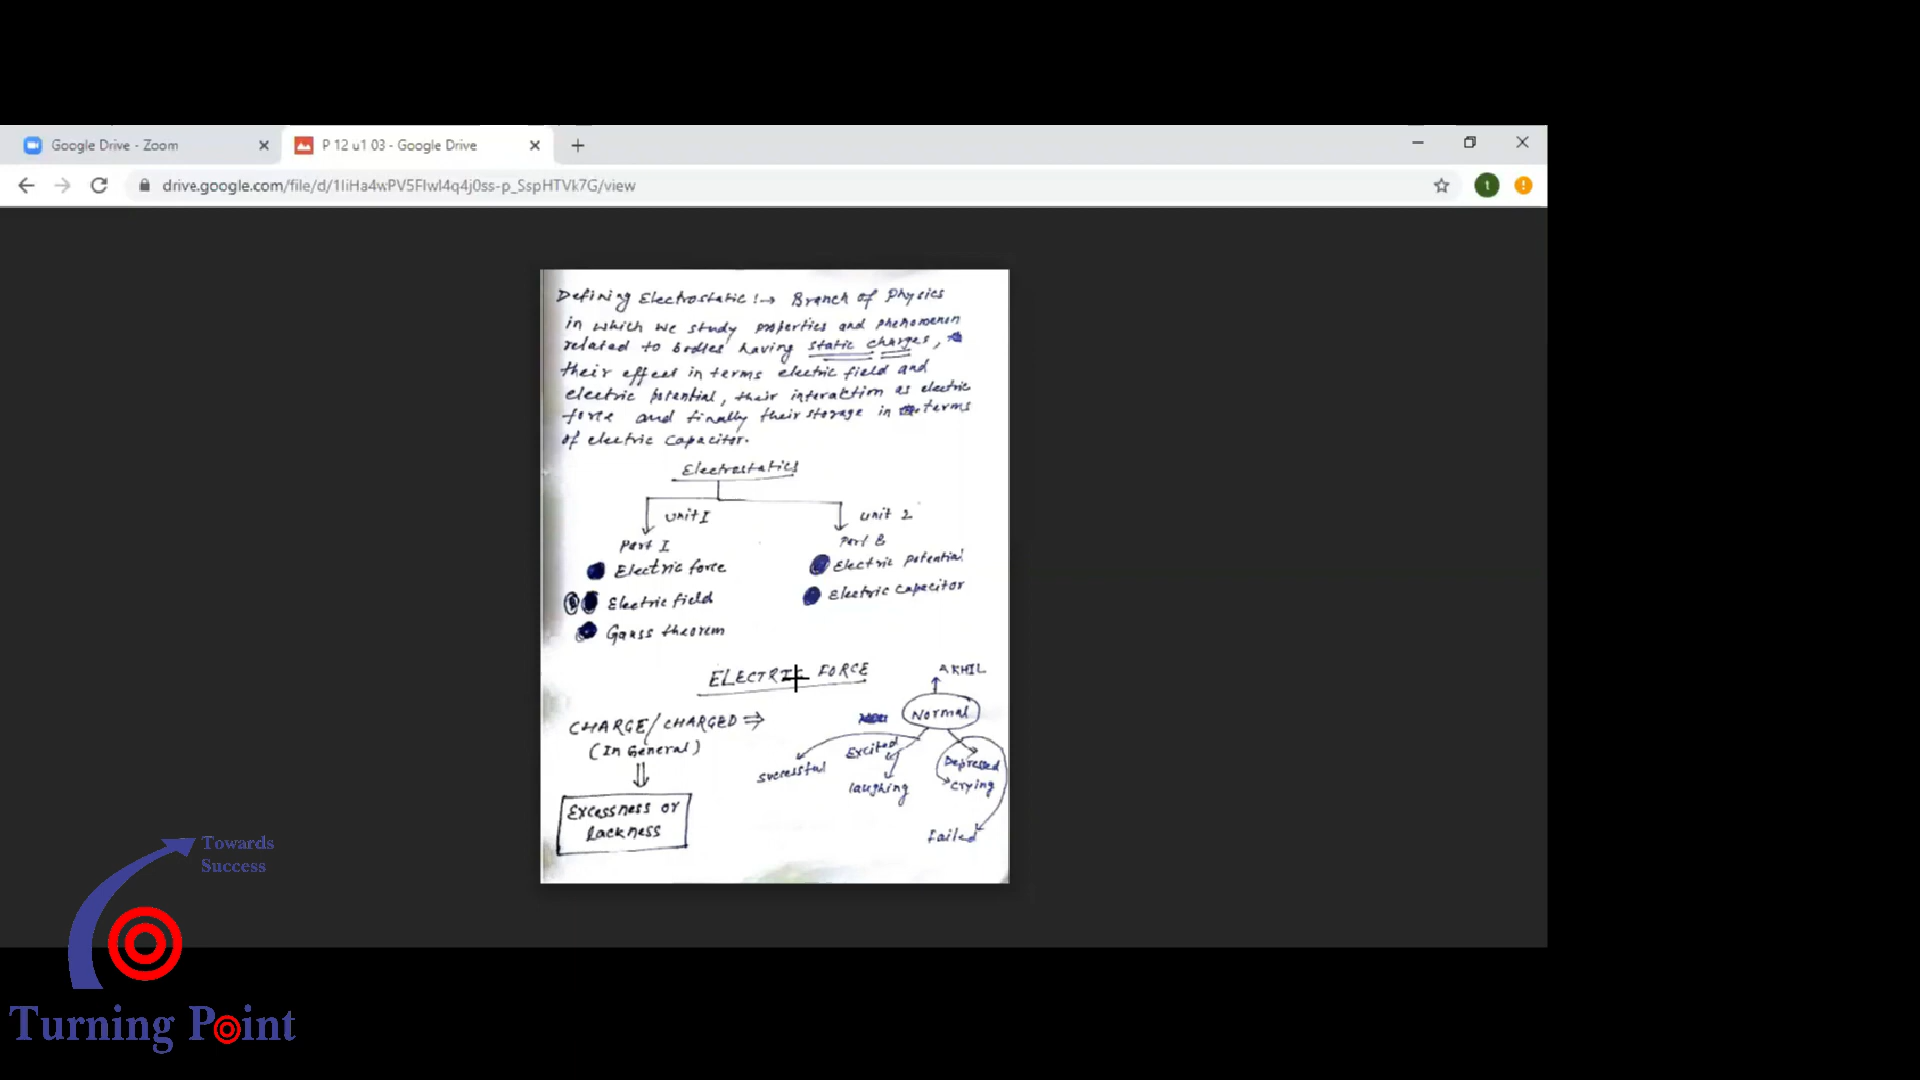 Google Drive - Zoom
P 12 u1 03 - Google Drive
drive.google.com/file/d/1IiHa4wPV5FIwI4q4j0ss-p_SspHTVk7G/view
t
Defining Electrostatic :→ Branch of Physics
in which we study properties and phenomenon
related to bodies having static charges,
their effect in terms electric field and
electric potential, their interaction as electric
force and finally their storage in terms
of electric capacitor.
Electrostatics
Unit I
Unit 2
Part I
Part B
Electric force
Electric potential
Electric field
Electric capacitor
Gauss theorem
ELECTRIC FORCE
AKHIL
Normal
CHARGE/CHARGED ⇒
(In General)
Excited
Depressed
Successful
laughing
crying
Excessness or
lackness
Failed
Towards
Success
Turning Point